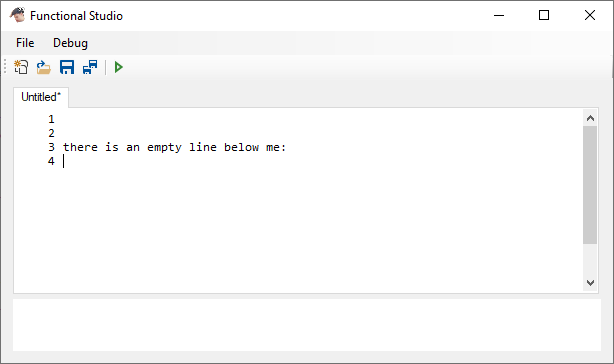 Functional Studio
File Debug
Untitled*
1
2
3 there is an empty line below me:
4